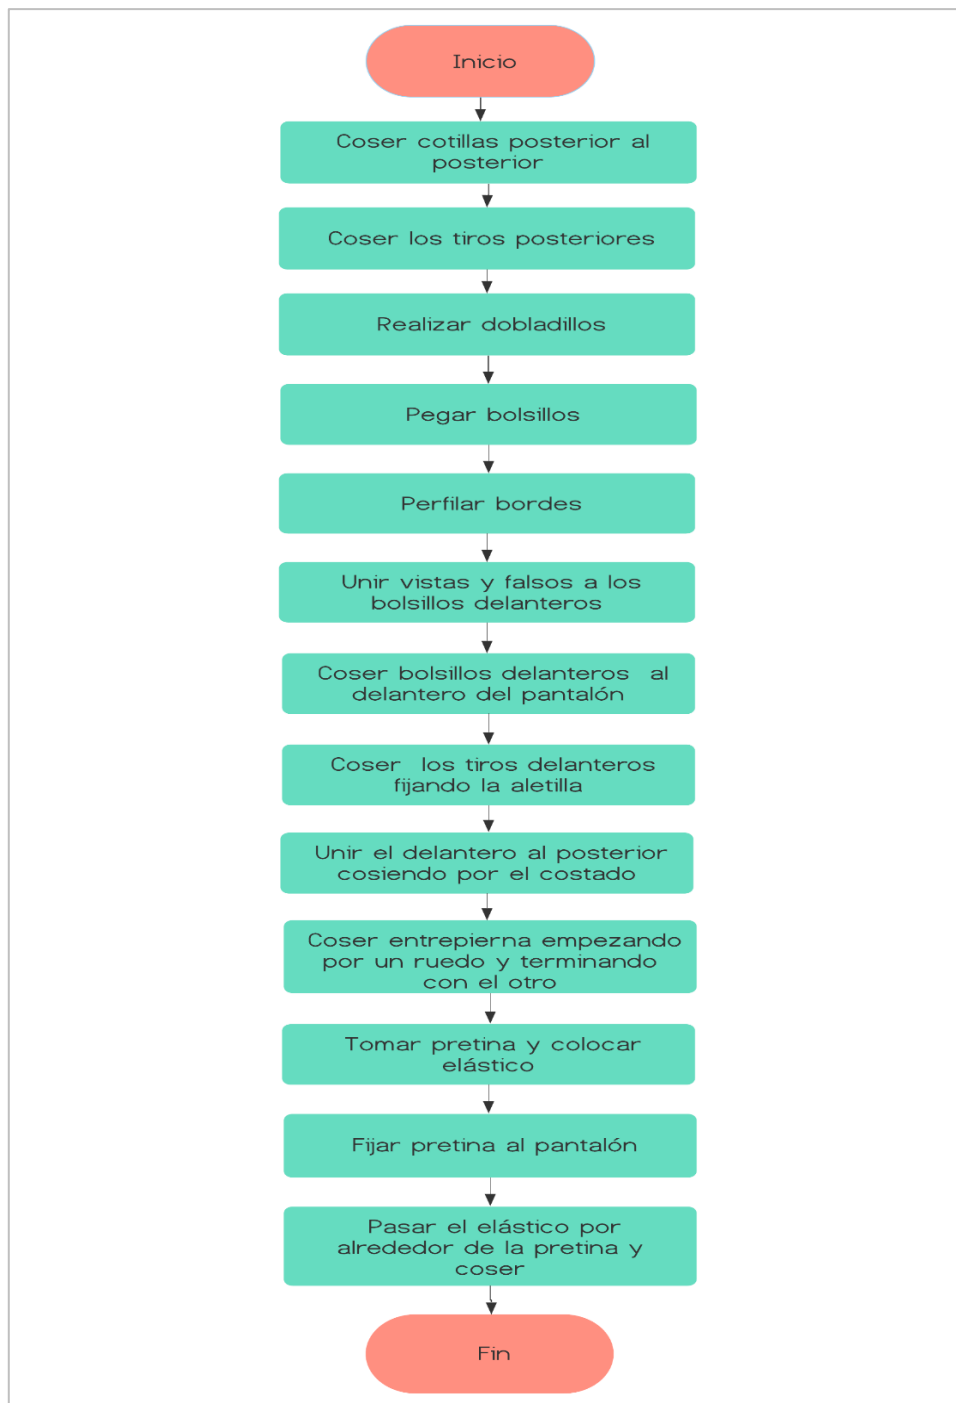 Inicio
Coser cotillas posterior al
posterior
Coser los tiros posteriores
Realizar dobladillos
Pegar bolsillos
Perfilar bordes
Unir vistas y falsos a los
bolsillos delanteros
Coser bolsillos delanteros al
delantero del pantalón
Coser los tiros delanteros
fijando la aletilla
Unir el delantero al posterior
cosiendo por el costado
Coser entrepierna empezando
por un ruedo y terminando
con el otro
Tomar pretina y colocar
elástico
Fijar pretina al pantalón
Pasar el elástico por
alrededor de la pretina y
coser
Fin